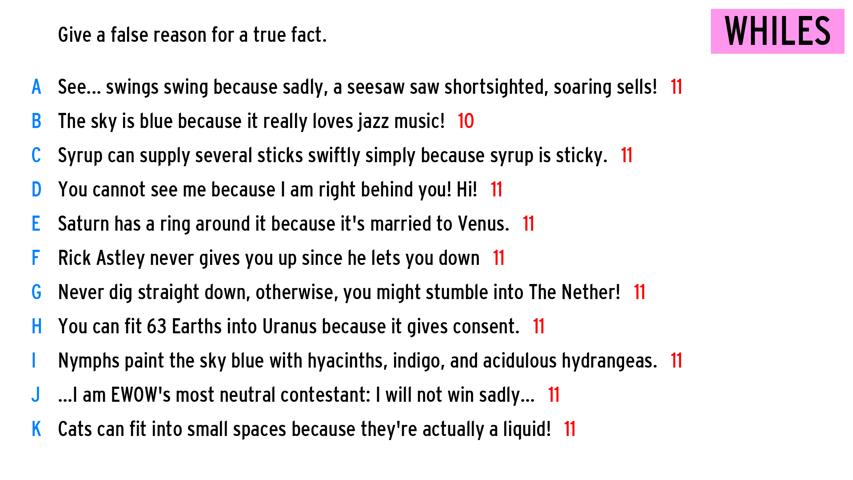 WHILES
Give a false reason for a true fact.
A See... swings swing because sadly, a seesaw saw shortsighted, soaring sells! 11
B The sky is blue because it really loves jazz music! 10
C Syrup can supply several sticks swiftly simply because syrup is sticky. 11
D You cannot see me because I am right behind you! Hi! 11
E Saturn has a ring around it because it's married to Venus. 11
F Rick Astley never gives you up since he lets you down 11
G Never dig straight down, otherwise, you might stumble into The Nether! 11
H You can fit 63 Earths into Uranus because it gives consent. 11
I Nymphs paint the sky blue with hyacinths, indigo, and acidulous hydrangeas. 11
J ...I am EWOW's most neutral contestant: I will not win sadly... 11
K Cats can fit into small spaces because they're actually a liquid! 11